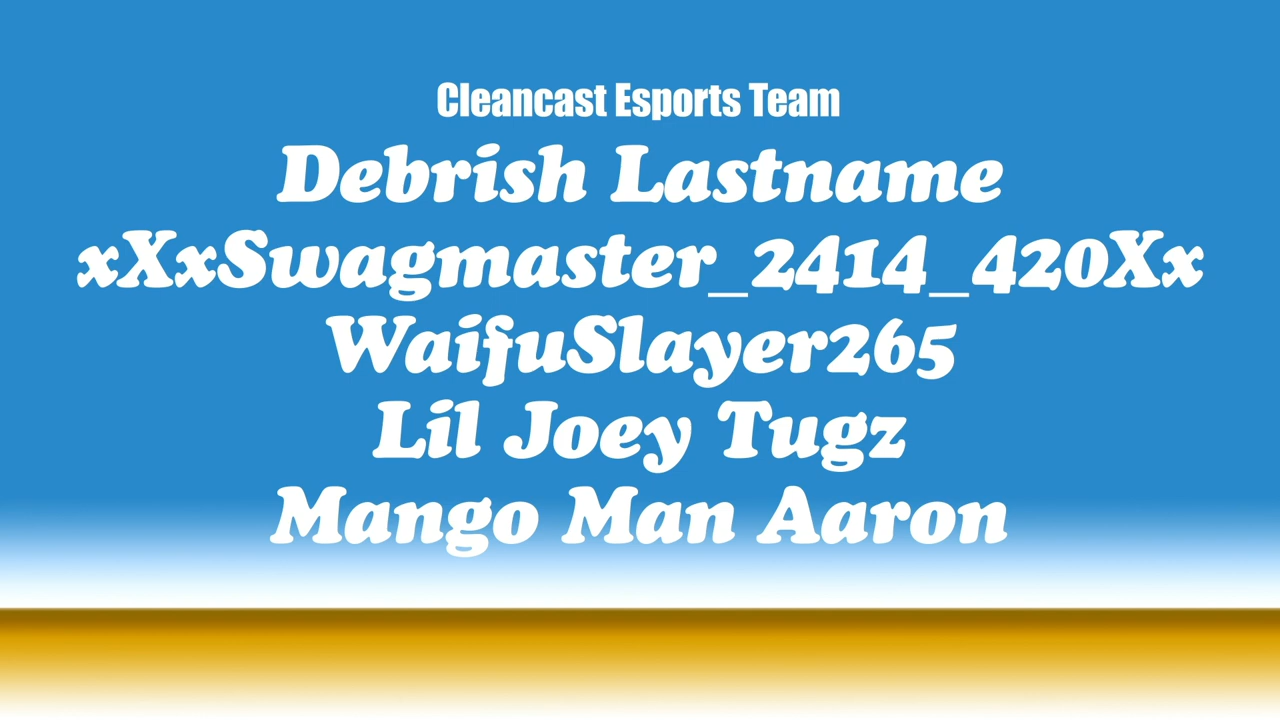 Cleancast Esports Team
Debrish Lastname
xXxSwagmaster_2414_420Xx
WaifuSlayer265
Lil Joey Tugz
Mango Man Aaron